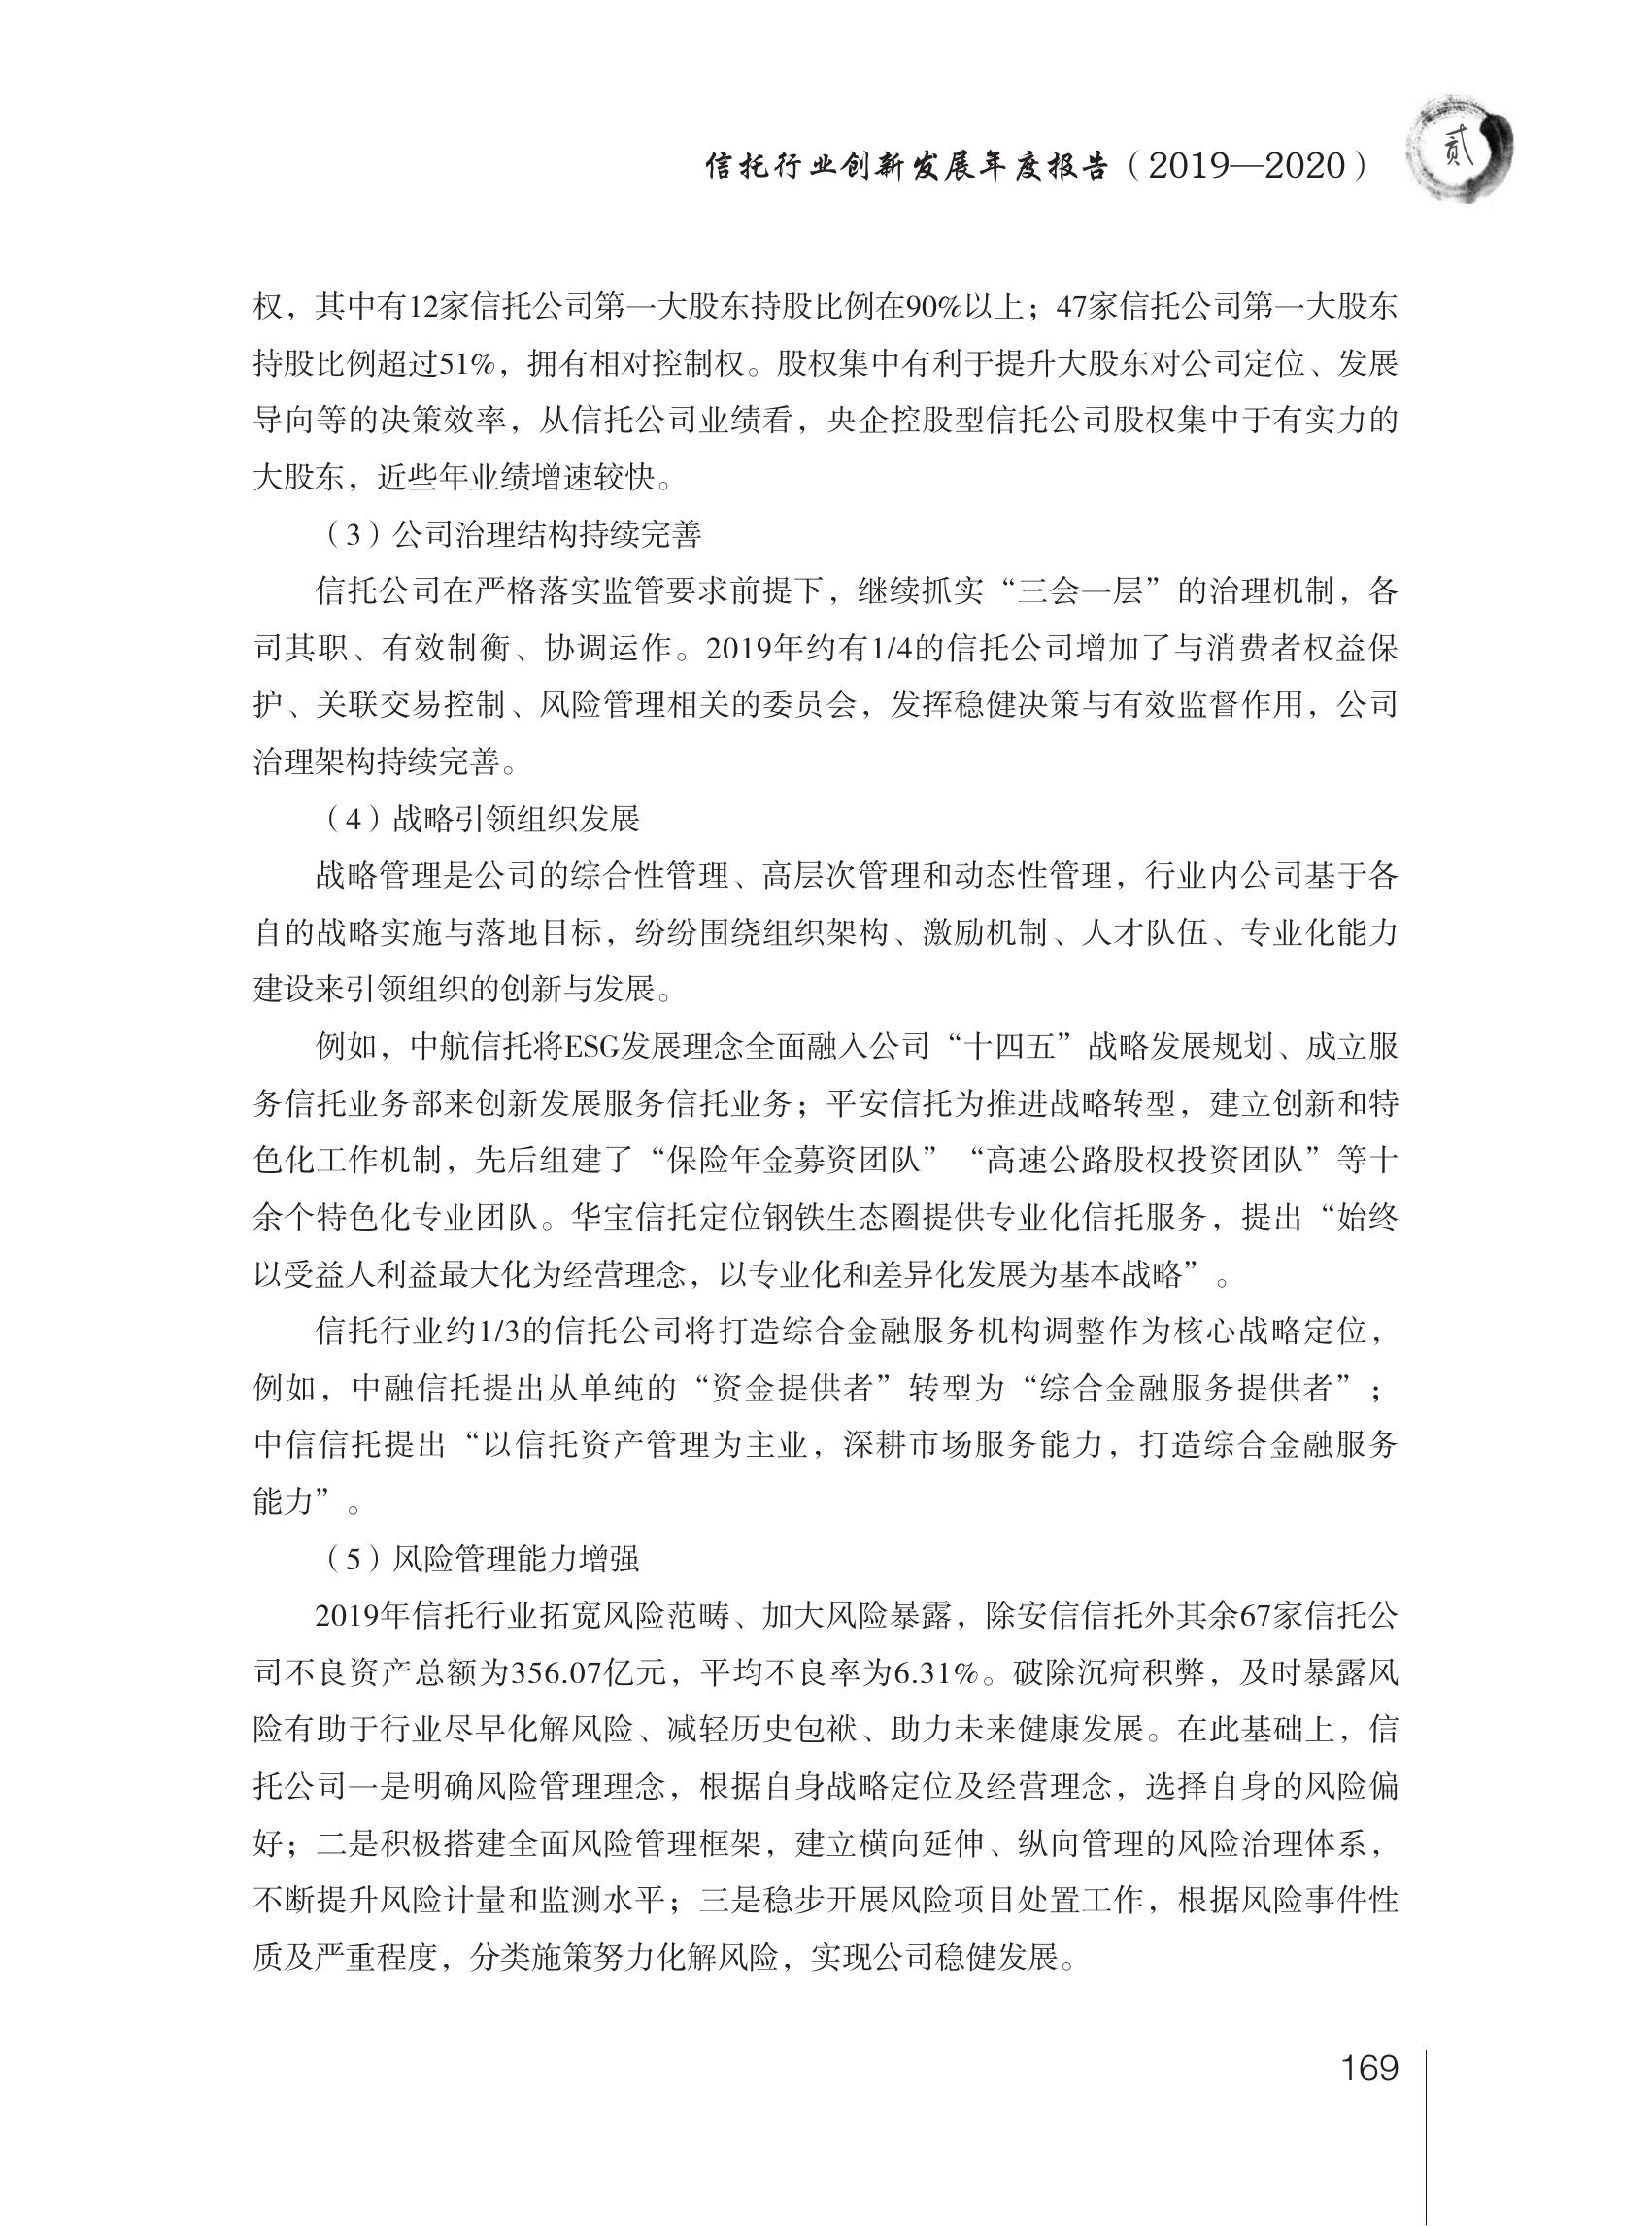 信托行业创新发展年度报告（2019—2020）
贰
权，其中有12家信托公司第一大股东持股比例在90%以上；47家信托公司第一大股东
持股比例超过51%，拥有相对控制权。股权集中有利于提升大股东对公司定位、发展
导向等的决策效率，从信托公司业绩看，央企控股型信托公司股权集中于有实力的
大股东，近些年业绩增速较快。
（3）公司治理结构持续完善
信托公司在严格落实监管要求前提下，继续抓实“三会一层”的治理机制，各
司其职、有效制衡、协调运作。2019年约有1/4的信托公司增加了与消费者权益保
护、关联交易控制、风险管理相关的委员会，发挥稳健决策与有效监督作用，公司
治理架构持续完善。
（4）战略引领组织发展
战略管理是公司的综合性管理、高层次管理和动态性管理，行业内公司基于各
自的战略实施与落地目标，纷纷围绕组织架构、激励机制、人才队伍、专业化能力
建设来引领组织的创新与发展。
例如，中航信托将ESG发展理念全面融入公司“十四五”战略发展规划、成立服
务信托业务部来创新发展服务信托业务；平安信托为推进战略转型，建立创新和特
色化工作机制，先后组建了“保险年金募资团队”“高速公路股权投资团队”等十
余个特色化专业团队。华宝信托定位钢铁生态圈提供专业化信托服务，提出“始终
以受益人利益最大化为经营理念，以专业化和差异化发展为基本战略”。
信托行业约1/3的信托公司将打造综合金融服务机构调整作为核心战略定位，
例如，中融信托提出从单纯的“资金提供者”转型为“综合金融服务提供者”；
中信信托提出“以信托资产管理为主业，深耕市场服务能力，打造综合金融服务
能力”。
（5）风险管理能力增强
2019年信托行业拓宽风险范畴、加大风险暴露，除安信信托外其余67家信托公
司不良资产总额为356.07亿元，平均不良率为6.31%。破除沉疴积弊，及时暴露风
险有助于行业尽早化解风险、减轻历史包袱、助力未来健康发展。在此基础上，信
托公司一是明确风险管理理念，根据自身战略定位及经营理念，选择自身的风险偏
好；二是积极搭建全面风险管理框架，建立横向延伸、纵向管理的风险治理体系，
不断提升风险计量和监测水平；三是稳步开展风险项目处置工作，根据风险事件性
质及严重程度，分类施策努力化解风险，实现公司稳健发展。
169